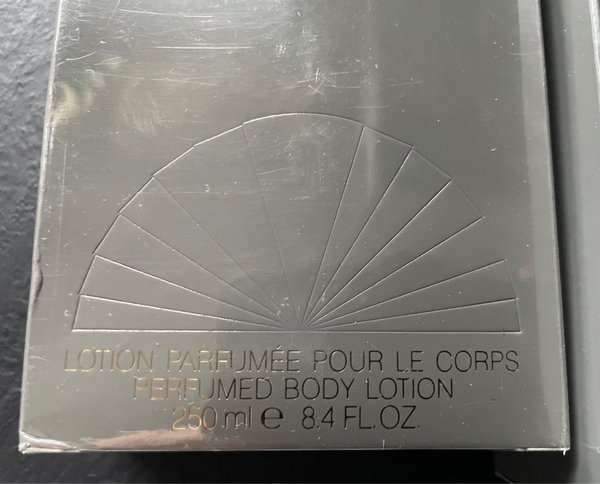 LOTION PARFUMÉE POUR LE CORPS
PERFUMED BODY LOTION
250 ml e 8.4 FL.OZ.